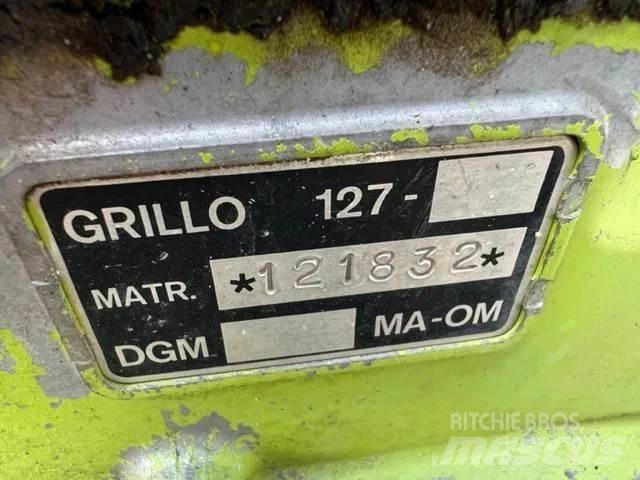 GRILLO 127-
MATR. *121832*
DGM MA-OM
RITCHIE BROS.
MASCUS